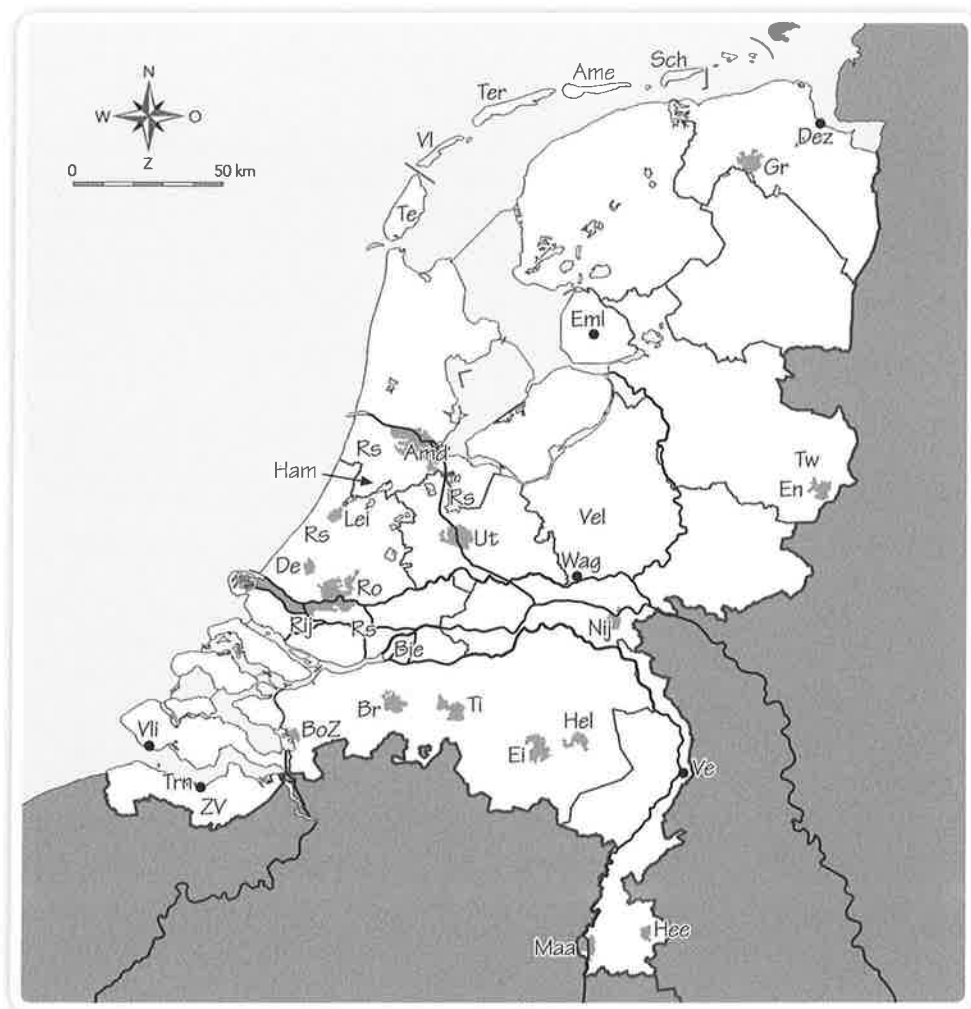 N
W O
Z
0 50 km
Sch
Ame
Ter
Vl
Te
Dez
Gr
Eml
Rs
Amd
Ham
Rs
Tw
En
Lei
Rs
Vel
Ut
De
Wag
Ro
Rij
Rs
Nij
Bie
Br
Ti
Vli
BoZ
Hel
Ei
Ve
Trn
ZV
Hee
Maa